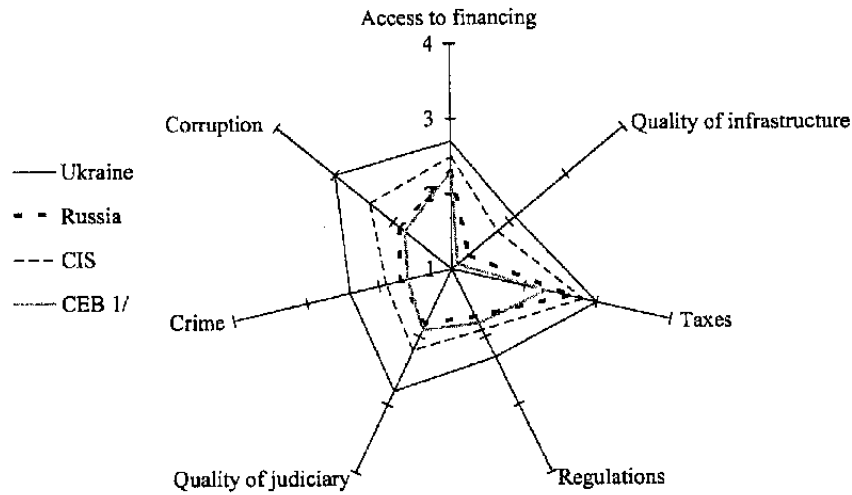 Access to financing
4
3
2
1
Quality of infrastructure
Taxes
Regulations
Quality of judiciary
Crime
Corruption
Ukraine
Russia
CIS
CEB 1/